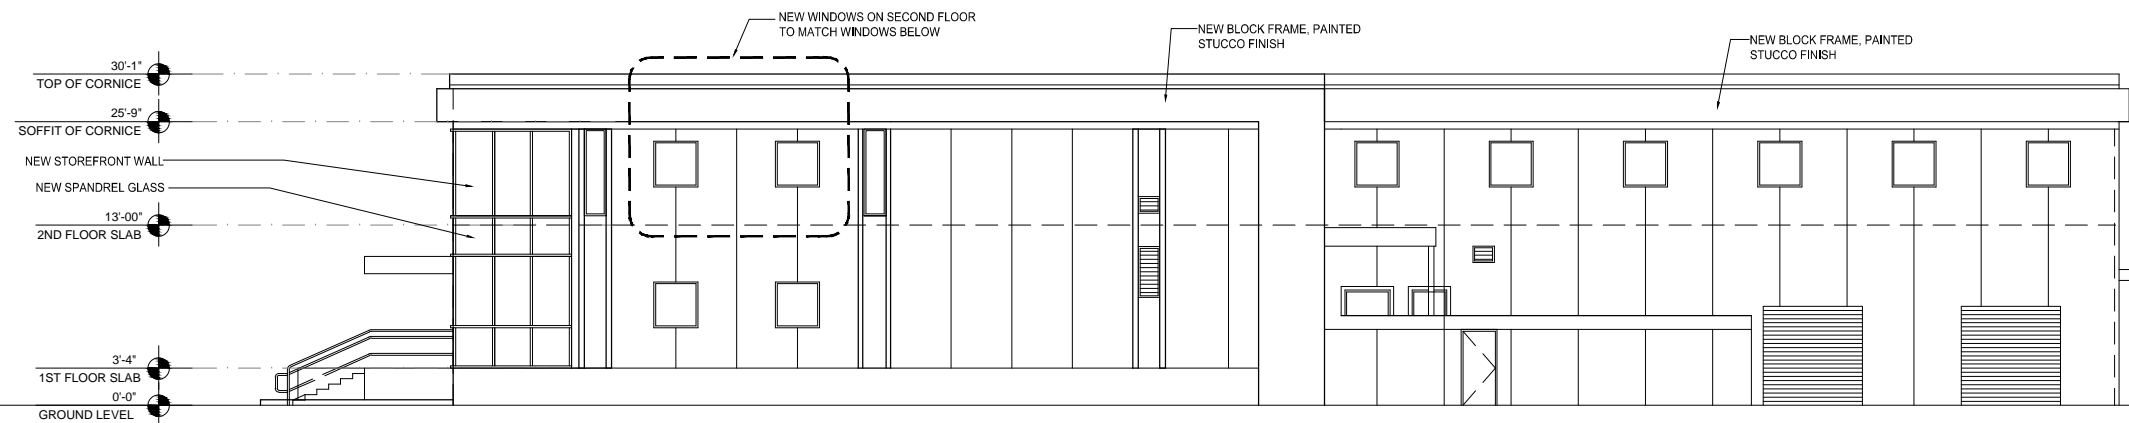 NEW WINDOWS ON SECOND FLOOR
TO MATCH WINDOWS BELOW
NEW BLOCK FRAME, PAINTED
STUCCO FINISH
NEW BLOCK FRAME, PAINTED
STUCCO FINISH
30'-1"
TOP OF CORNICE
25'-9"
SOFFIT OF CORNICE
NEW STOREFRONT WALL
NEW SPANDREL GLASS
13'-00"
2ND FLOOR SLAB
3'-4"
1ST FLOOR SLAB
0'-0"
GROUND LEVEL